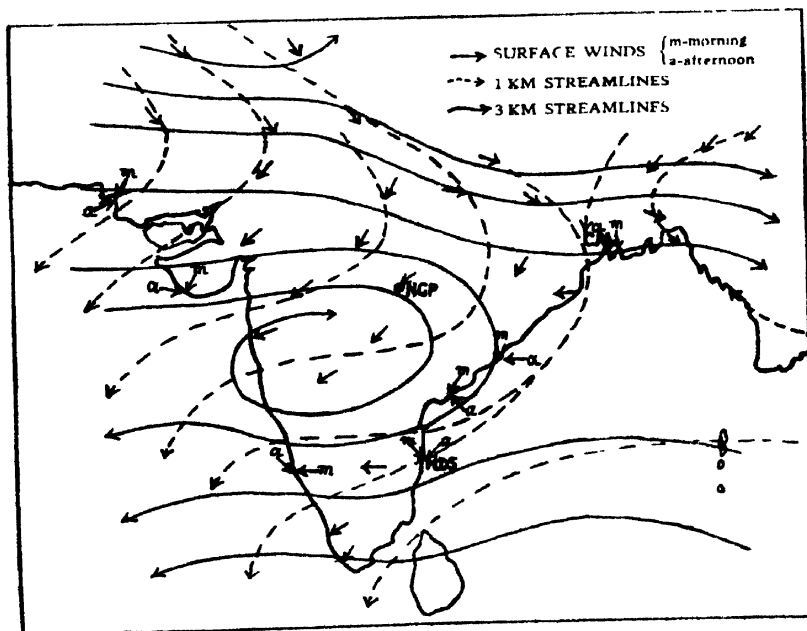 SURFACE WINDS { m-morning
a-afternoon
1 KM STREAMLINES
3 KM STREAMLINES
m
a
a m
m
a
NGP
m
a
m
a
m a
MDS
a
m